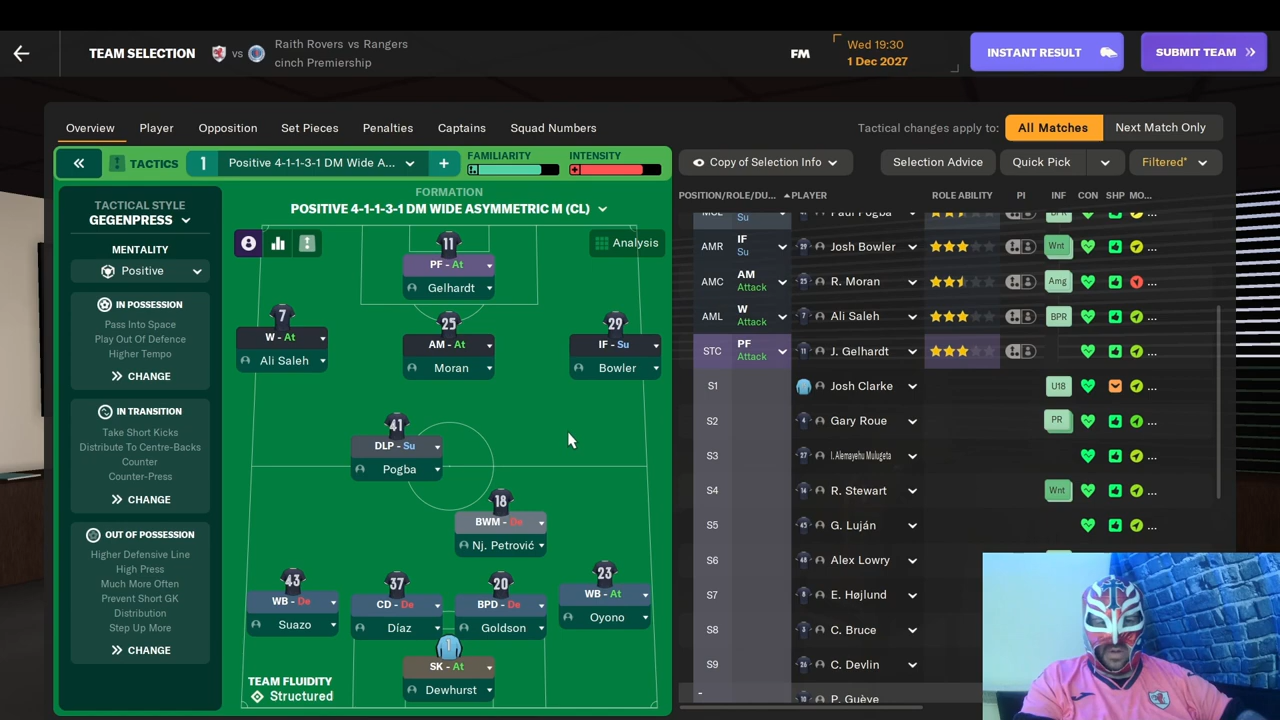 TEAM SELECTION
vs
Raith Rovers vs Rangers
cinch Premiership
FM
Wed 19:30
1 Dec 2027
INSTANT RESULT
SUBMIT TEAM
Overview
Player
Opposition
Set Pieces
Penalties
Captains
Squad Numbers
Tactical changes apply to:
All Matches
Next Match Only
TACTICS
1
Positive 4-1-1-3-1 DM Wide A...
FAMILIARITY
INTENSITY
Copy of Selection Info
Selection Advice
Quick Pick
Filtered*
TACTICAL STYLE
GEGENPRESS
MENTALITY
Positive
IN POSSESSION
Pass Into Space
Play Out Of Defence
Higher Tempo
CHANGE
IN TRANSITION
Take Short Kicks
Distribute To Centre-Backs
Counter
Counter-Press
CHANGE
OUT OF POSSESSION
Higher Defensive Line
High Press
Much More Often
Prevent Short GK
Distribution
Step Up More
CHANGE
FORMATION
POSITIVE 4-1-1-3-1 DM WIDE ASYMMETRIC M (CL)
Analysis
11
PF - At
Gelhardt
7
W - At
Ali Saleh
25
AM - At
Moran
29
IF - Su
Bowler
41
DLP - Su
Pogba
18
BWM - De
Nj. Petrović
43
WB - De
Suazo
37
CD - De
Díaz
20
BPD - De
Goldson
23
WB - At
Oyono
1
SK - At
Dewhurst
TEAM FLUIDITY
Structured
POSITION/ROLE/DU...
PLAYER
ROLE ABILITY
PI
INF
CON
SHP
MO...
MCL Su Paul Pogba BPR ...
AMR IF Su 29 Josh Bowler Wnt ...
AMC AM Attack 25 R. Moran Amg ...
AML W Attack 7 Ali Saleh BPR ...
STC PF Attack 11 J. Gelhardt ...
S1 Josh Clarke U18 ...
S2 Gary Roue PR ...
S3 27 I. Alemayehu Mulugeta ...
S4 R. Stewart Wnt ...
S5 G. Luján ...
S6 Alex Lowry
S7 E. Højlund
S8 C. Bruce
S9 C. Devlin
- P. Guève